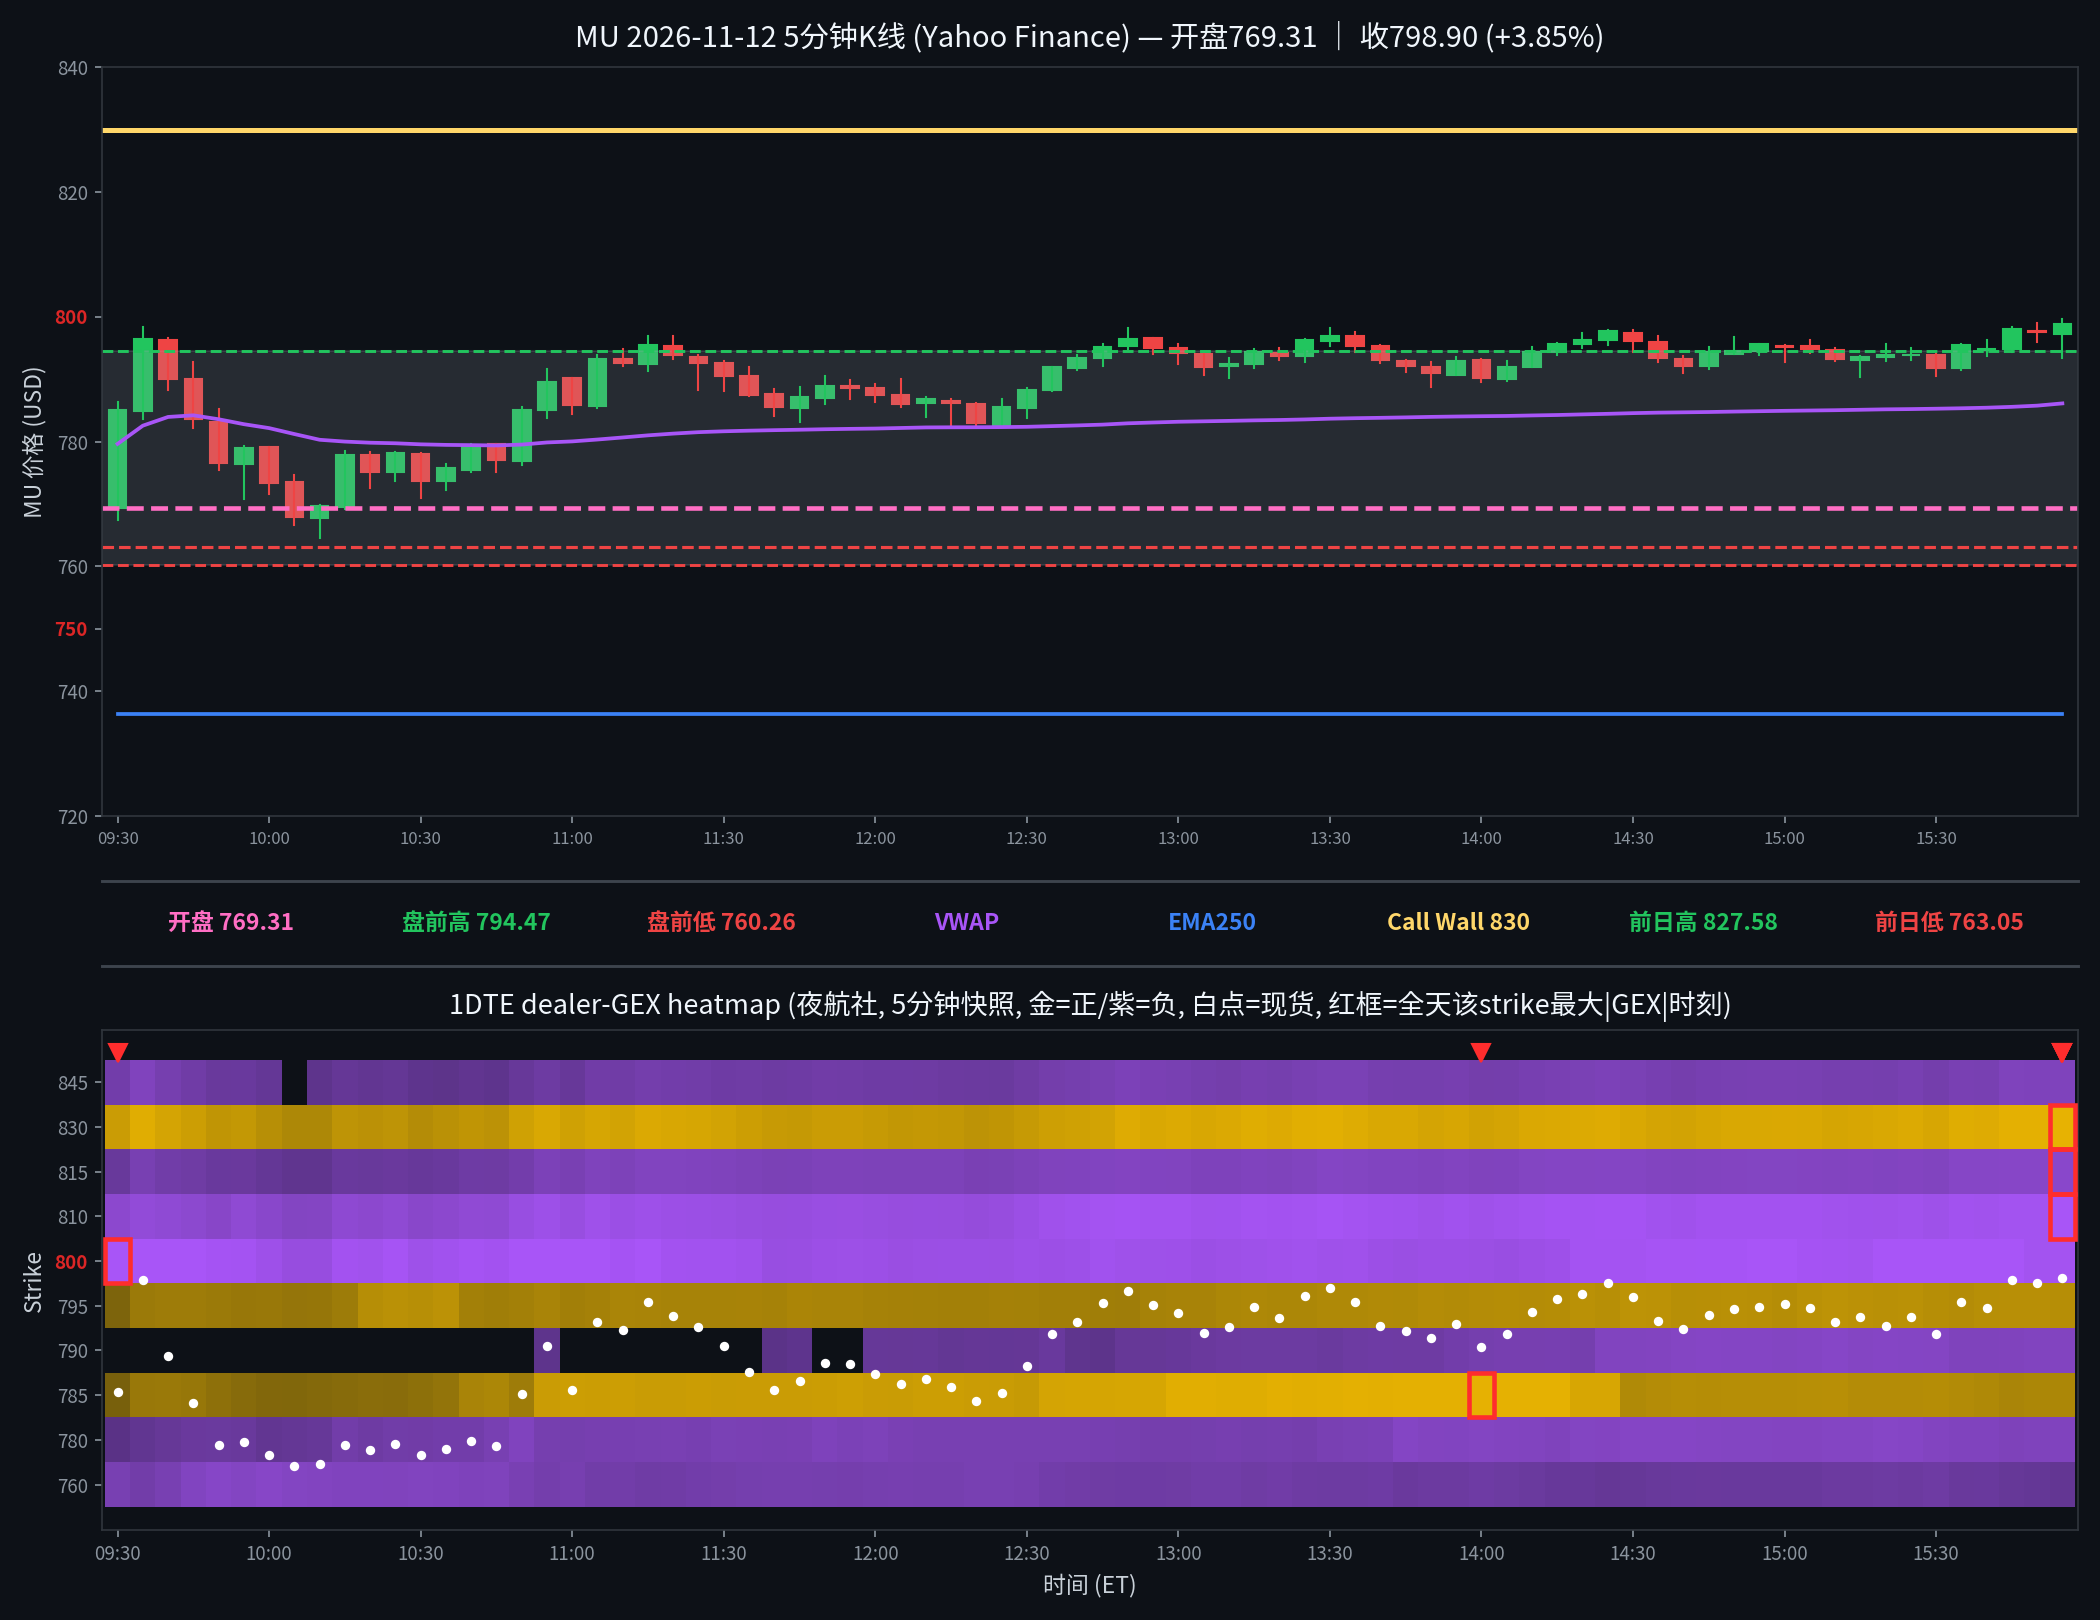 MU 2026-11-12 5分钟K线 (Yahoo Finance) — 开盘769.31 ｜ 收798.90 (+3.85%)
MU 价格 (USD)
840
820
800
780
760
750
740
720
09:30 10:00 10:30 11:00 11:30 12:00 12:30 13:00 13:30 14:00 14:30 15:00 15:30
开盘 769.31 盘前高 794.47 盘前低 760.26 VWAP EMA250 Call Wall 830 前日高 827.58 前日低 763.05
1DTE dealer-GEX heatmap (夜航社, 5分钟快照, 金=正/紫=负, 白点=现货, 红框=全天该strike最大|GEX|时刻)
Strike
845
830
815
810
800
795
790
785
780
760
09:30 10:00 10:30 11:00 11:30 12:00 12:30 13:00 13:30 14:00 14:30 15:00 15:30
时间 (ET)